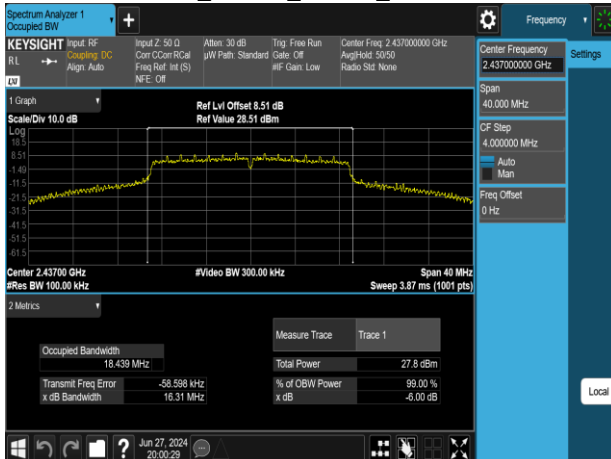 Spectrum Analyzer 1
Occupied BW
Frequency
KEYSIGHT Input: RF
RL Coupling: DC
Align: Auto
LXI
Input Z: 50 Ω
Corr CCorr RCal
Freq Ref: Int (S)
NFE: Off
Atten: 30 dB
µW Path: Standard
Trig: Free Run
Gate: Off
#IF Gain: Low
Center Freq: 2.437000000 GHz
Avg|Hold: 50/50
Radio Std: None
Center Frequency
2.437000000 GHz
Settings
Span
40.000 MHz
CF Step
4.000000 MHz
Auto
Man
Freq Offset
0 Hz
Local
1 Graph
Scale/Div 10.0 dB
Ref Lvl Offset 8.51 dB
Ref Value 28.51 dBm
Log
18.5
8.51
-1.49
-11.5
-21.5
-31.5
-41.5
-51.5
-61.5
Center 2.43700 GHz
#Video BW 300.00 kHz
Span 40 MHz
#Res BW 100.00 kHz
Sweep 3.87 ms (1001 pts)
2 Metrics
Measure Trace Trace 1
Occupied Bandwidth
18.439 MHz
Total Power 27.8 dBm
Transmit Freq Error -58.598 kHz
% of OBW Power 99.00 %
x dB Bandwidth 16.31 MHz
x dB -6.00 dB
?
Jun 27, 2024
20:00:29